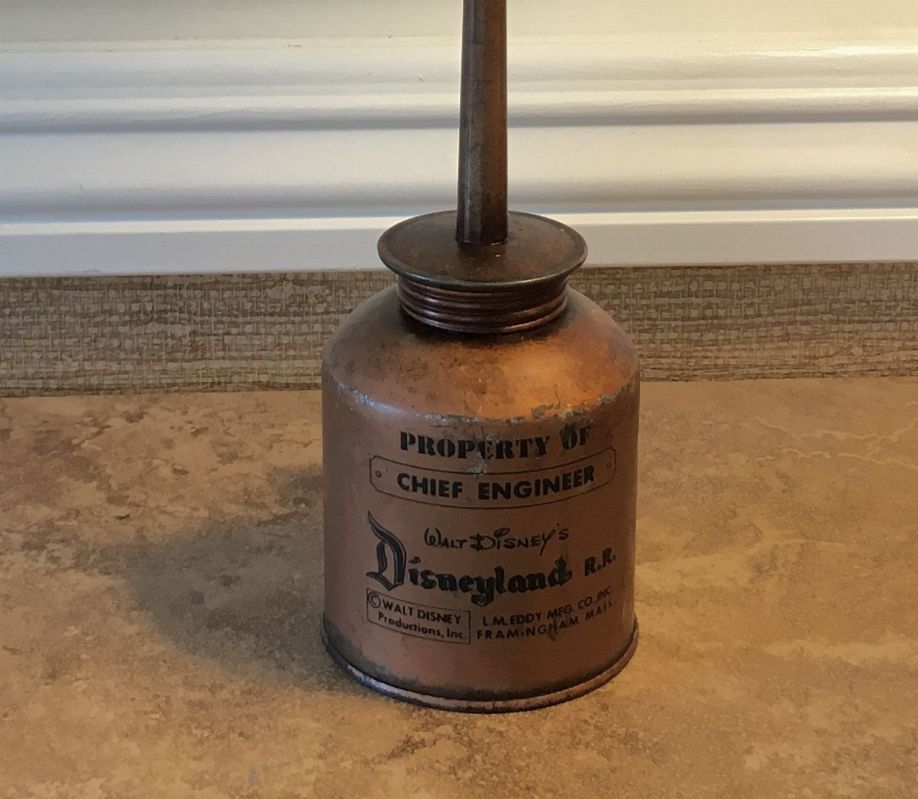 PROPERTY OF
CHIEF ENGINEER
WALT DISNEY'S
Disneyland R.R.
© WALT DISNEY
Productions, Inc.
L.M. EDDY MFG. CO. INC.
FRAMINGHAM MASS.